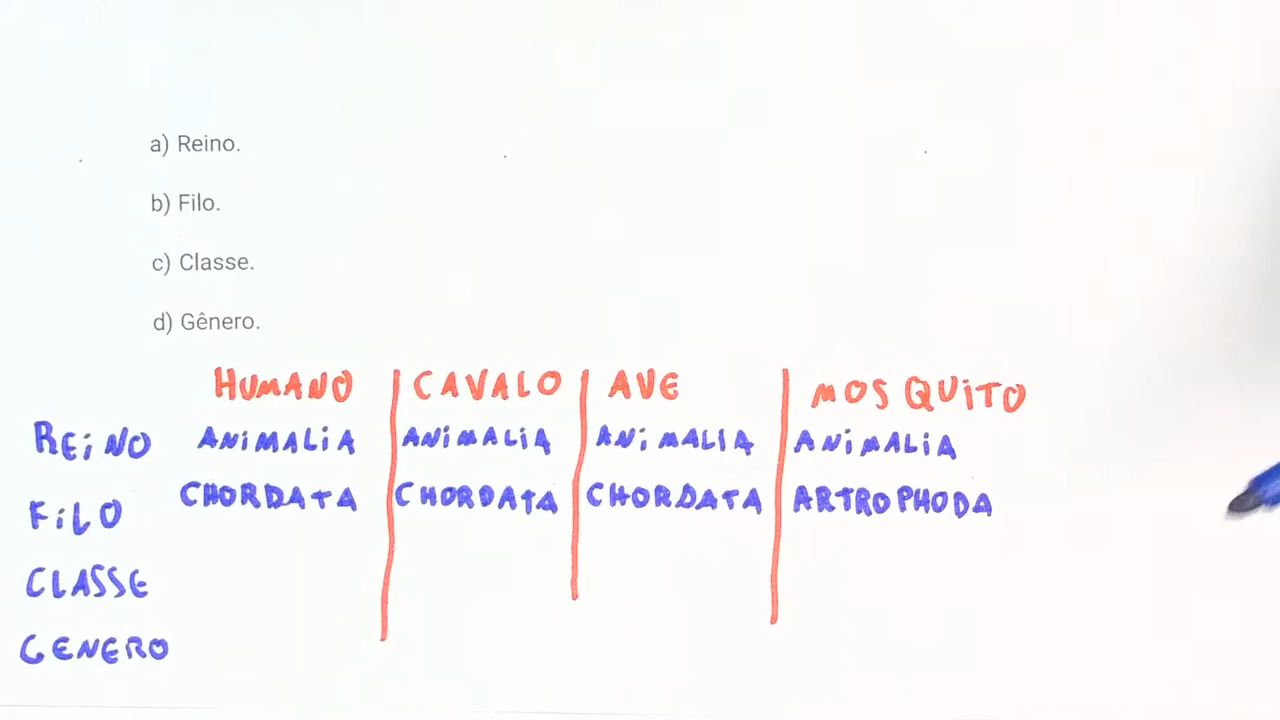 a) Reino.
b) Filo.
c) Classe.
d) Gênero.
HUMANO CAVALO AVE MOSQUITO
REINO ANIMALIA ANIMALIA ANIMALIA ANIMALIA
FILO CHORDATA CHORDATA CHORDATA ARTROPHODA
CLASSE
GENERO